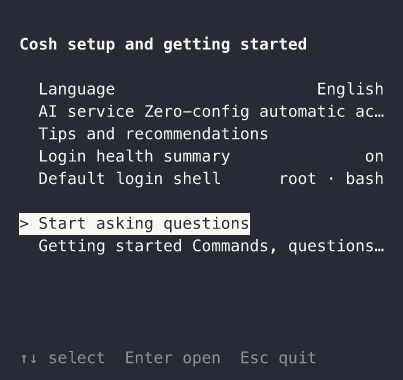 Cosh setup and getting started
Language English
AI service Zero-config automatic ac…
Tips and recommendations
Login health summary on
Default login shell root · bash
> Start asking questions
Getting started Commands, questions…
↑↓ select Enter open Esc quit